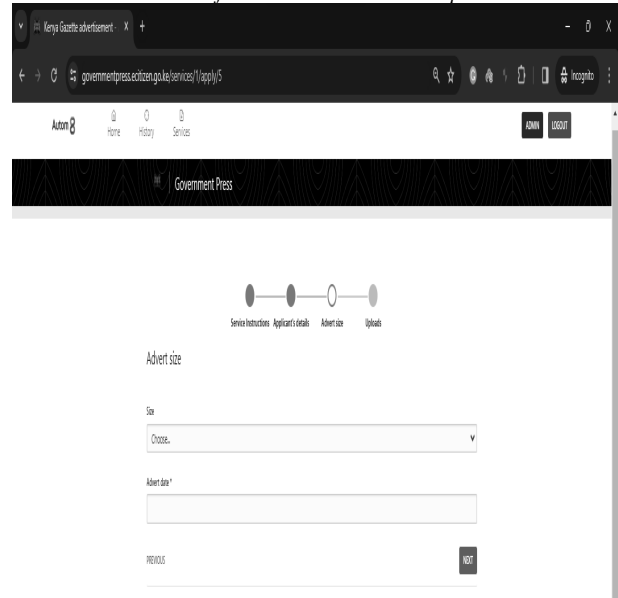 Kenya Gazette advertisement - X +
governmentpress.ecitizen.go.ke/services/1/apply/5
Incognito
Autom8
Home History Services
ADMIN LOGOUT
Government Press
Service Instructions Applicant's details Advert size Uploads
Advert size
Size
Choose...
Advert date *
PREVIOUS NEXT